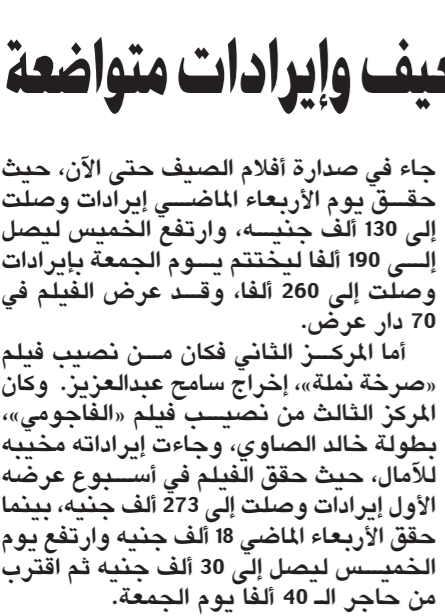 وإيرادات متواضعة
جاء في صدارة أفلام الصيف حتى الآن، حيث
حقق يوم الأربعاء الماضي إيرادات وصلت
إلى 130 ألف جنيه، وارتفع الخميس ليصل
إلى 190 ألفا ليختتم يوم الجمعة بإيرادات
وصلت إلى 260 ألفا، وقد عرض الفيلم في
70 دار عرض.
أما المركز الثاني فكان من نصيب فيلم
«صرخة نملة»، إخراج سامح عبدالعزيز. وكان
المركز الثالث من نصيب فيلم «الفاجومي»،
بطولة خالد الصاوي، وجاءت إيراداته مخيبه
للآمال، حيث حقق الفيلم في أسبوع عرضه
الأول إيرادات وصلت إلى 273 ألف جنيه، بينما
حقق الأربعاء الماضي 18 ألف جنيه وارتفع يوم
الخميس ليصل إلى 30 ألف جنيه ثم اقترب
من حاجر الـ 40 ألفا يوم الجمعة.